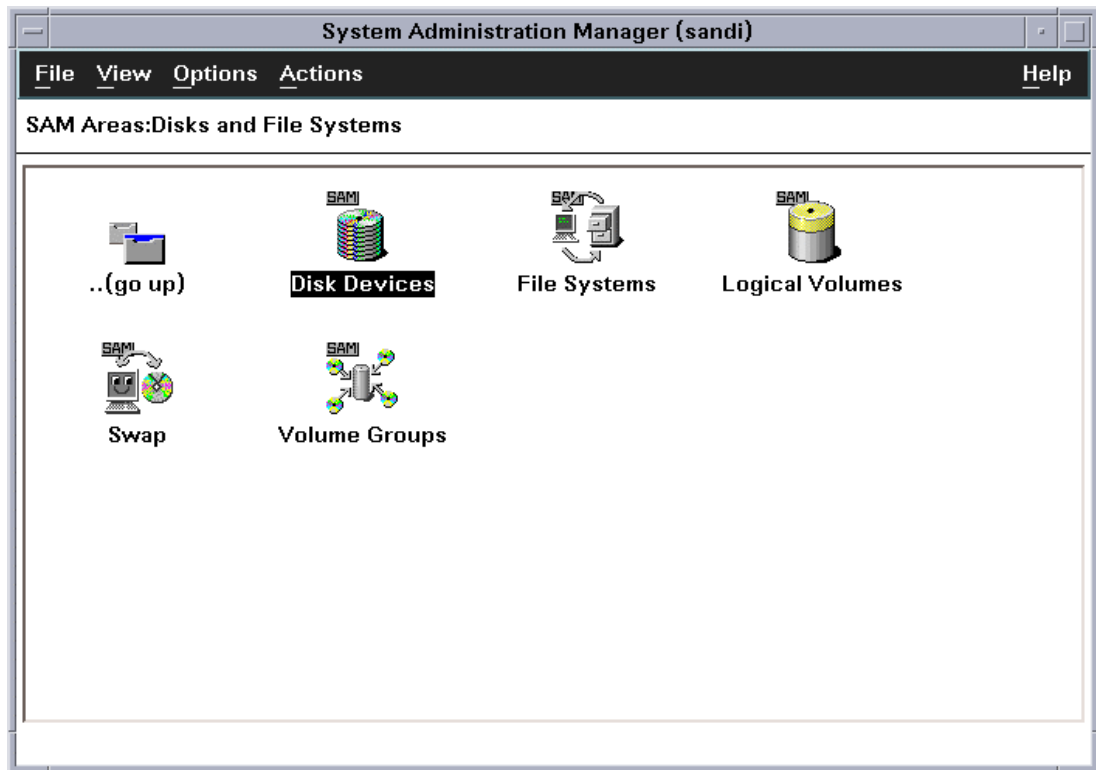 System Administration Manager (sandi)
File View Options Actions Help
SAM Areas:Disks and File Systems
SAM SAM SAM
..(go up) Disk Devices File Systems Logical Volumes
SAM SAM
Swap Volume Groups